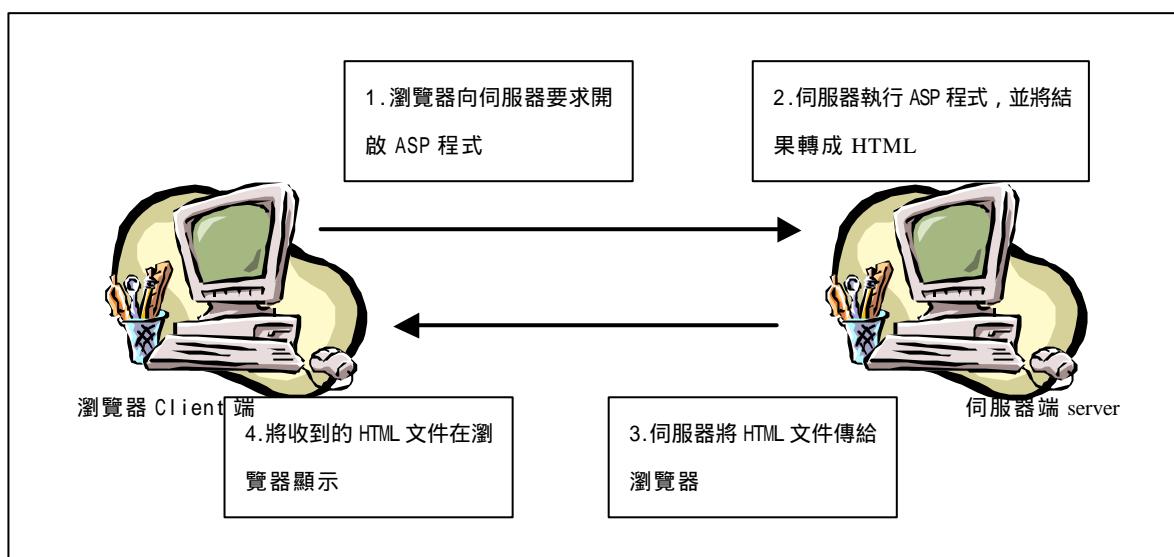 1.瀏覽器向伺服器要求開
啟 ASP 程式
2.伺服器執行 ASP 程式，並將結
果轉成 HTML
瀏覽器 Client 端
伺服器端 server
4.將收到的 HTML 文件在瀏
覽器顯示
3.伺服器將 HTML 文件傳給
瀏覽器